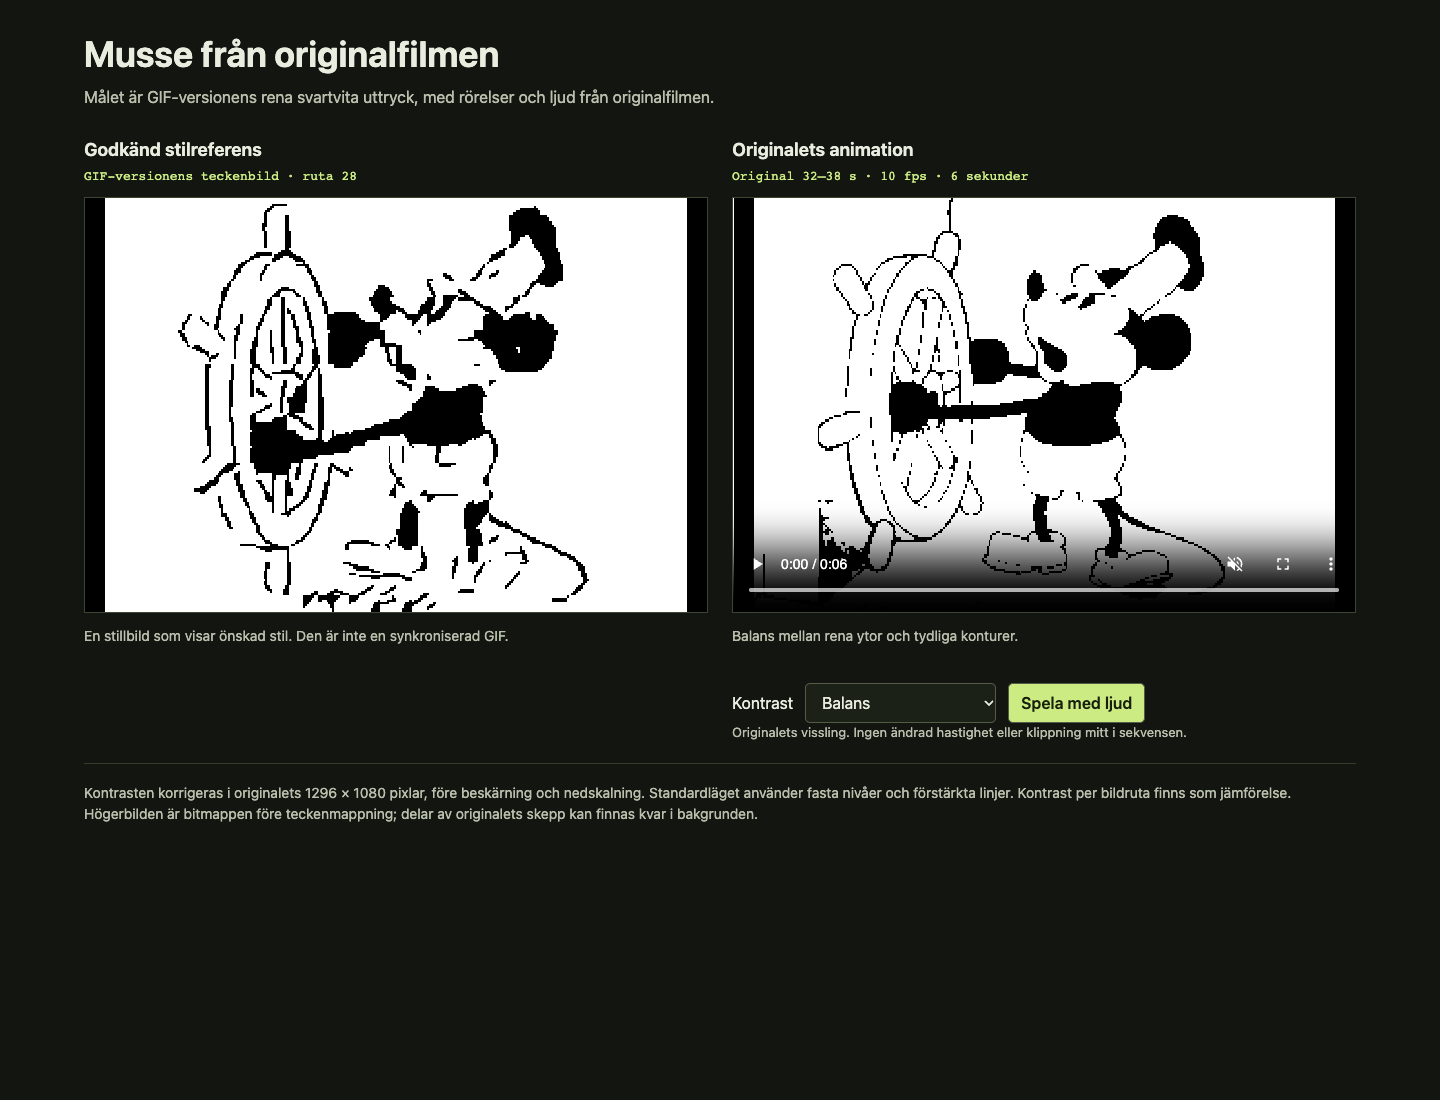 Musse från originalfilmen
Målet är GIF-versionens rena svartvita uttryck, med rörelser och ljud från originalfilmen.
Godkänd stilreferens
GIF-versionens teckenbild · ruta 28
En stillbild som visar önskad stil. Den är inte en synkroniserad GIF.
Originalets animation
Original 32–38 s · 10 fps · 6 sekunder
0:00 / 0:06
Balans mellan rena ytor och tydliga konturer.
Kontrast Balans Spela med ljud
Originalets vissling. Ingen ändrad hastighet eller klippning mitt i sekvensen.
Kontrasten korrigeras i originalets 1296 × 1080 pixlar, före beskärning och nedskalning. Standardläget använder fasta nivåer och förstärkta linjer. Kontrast per bildruta finns som jämförelse.
Högerbilden är bitmappen före teckenmappning; delar av originalets skepp kan finnas kvar i bakgrunden.